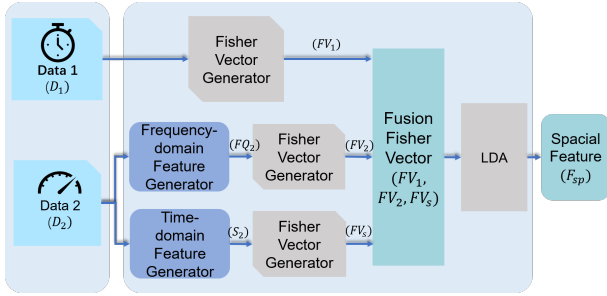 Data 1
(D₁)
Fisher
Vector
Generator
(FV₁)
Data 2
(D₂)
Frequency-
domain
Feature
Generator
(FQ₂)
Fisher
Vector
Generator
(FV₂)
Time-
domain
Feature
Generator
(S₂)
Fisher
Vector
Generator
(FVₛ)
Fusion
Fisher
Vector
(FV₁,
FV₂, FVₛ)
LDA
Spacial
Feature
(Fₛₚ)